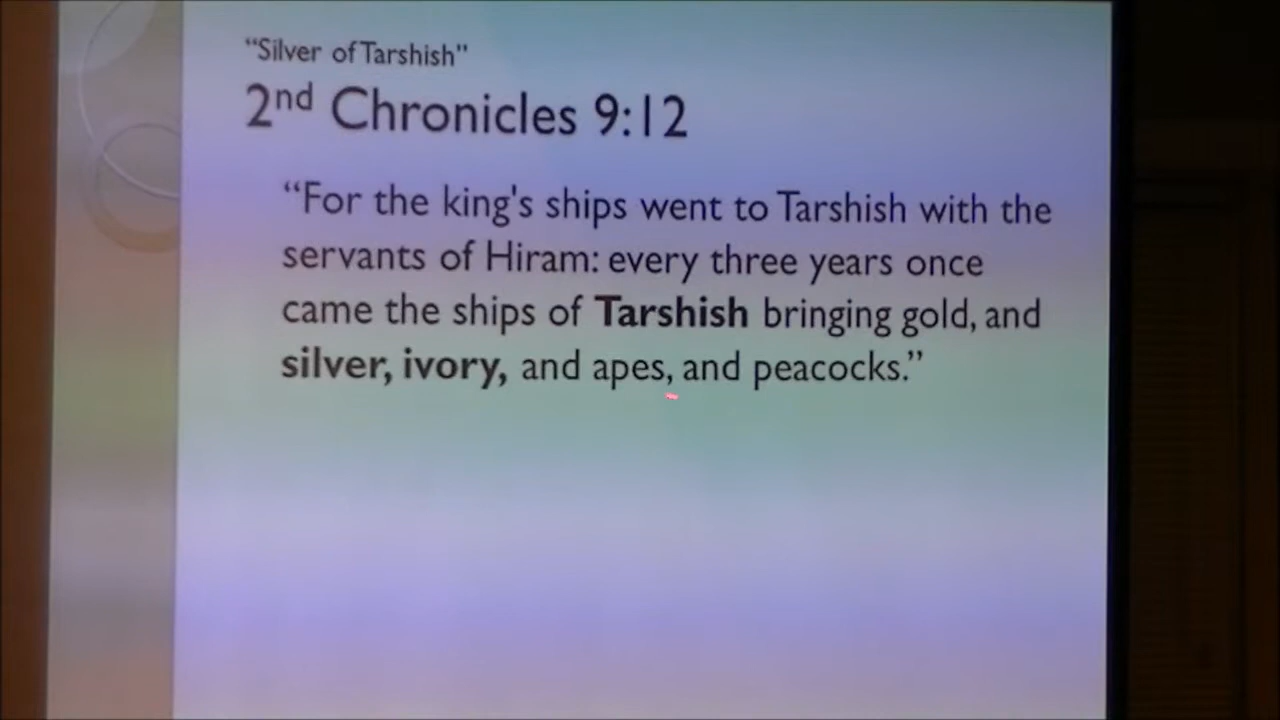 “Silver of Tarshish”
2nd Chronicles 9:12
“For the king's ships went to Tarshish with the
servants of Hiram: every three years once
came the ships of Tarshish bringing gold, and
silver, ivory, and apes, and peacocks.”